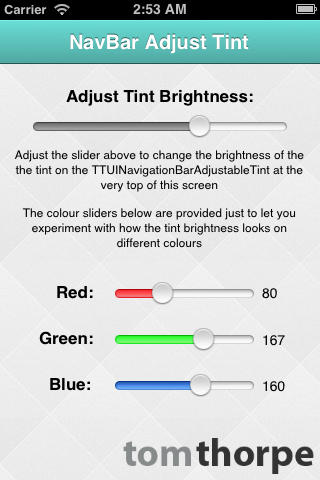 Carrier 2:53 AM
NavBar Adjust Tint
Adjust Tint Brightness:
Adjust the slider above to change the brightness of the
the tint on the TTUINavigationBarAdjustableTint at the
very top of this screen
The colour sliders below are provided just to let you
experiment with how the tint brightness looks on
different colours
Red: 80
Green: 167
Blue: 160
tomthorpe